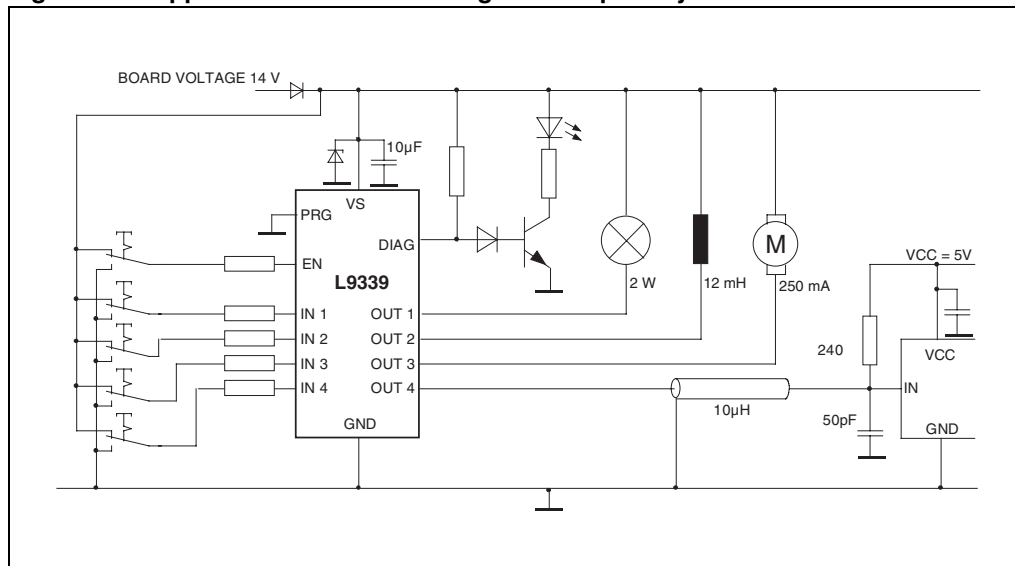 BOARD VOLTAGE 14 V
10µF
VS
PRG
DIAG
EN
L9339
M
VCC = 5V
2 W
12 mH
250 mA
IN 1
OUT 1
IN 2
OUT 2
240
VCC
IN 3
OUT 3
IN 4
OUT 4
IN
10µH
50pF
GND
GND